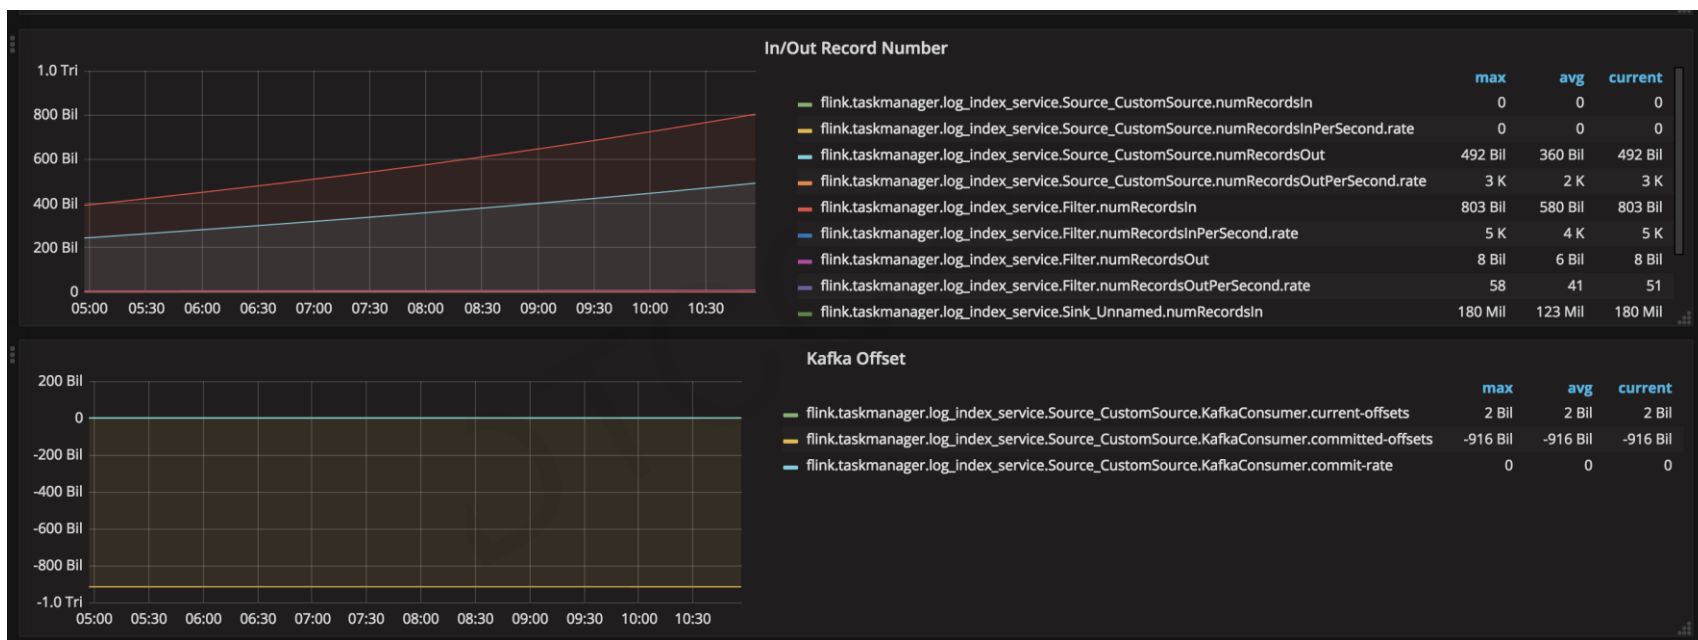 In/Out Record Number
max avg current
1.0 Tri
800 Bil
600 Bil
400 Bil
200 Bil
0
05:00 05:30 06:00 06:30 07:00 07:30 08:00 08:30 09:00 09:30 10:00 10:30
flink.taskmanager.log_index_service.Source_CustomSource.numRecordsIn 0 0 0
flink.taskmanager.log_index_service.Source_CustomSource.numRecordsInPerSecond.rate 0 0 0
flink.taskmanager.log_index_service.Source_CustomSource.numRecordsOut 492 Bil 360 Bil 492 Bil
flink.taskmanager.log_index_service.Source_CustomSource.numRecordsOutPerSecond.rate 3 K 2 K 3 K
flink.taskmanager.log_index_service.Filter.numRecordsIn 803 Bil 580 Bil 803 Bil
flink.taskmanager.log_index_service.Filter.numRecordsInPerSecond.rate 5 K 4 K 5 K
flink.taskmanager.log_index_service.Filter.numRecordsOut 8 Bil 6 Bil 8 Bil
flink.taskmanager.log_index_service.Filter.numRecordsOutPerSecond.rate 58 41 51
flink.taskmanager.log_index_service.Sink_Unnamed.numRecordsIn 180 Mil 123 Mil 180 Mil
Kafka Offset
max avg current
200 Bil
0
-200 Bil
-400 Bil
-600 Bil
-800 Bil
-1.0 Tri
05:00 05:30 06:00 06:30 07:00 07:30 08:00 08:30 09:00 09:30 10:00 10:30
flink.taskmanager.log_index_service.Source_CustomSource.KafkaConsumer.current-offsets 2 Bil 2 Bil 2 Bil
flink.taskmanager.log_index_service.Source_CustomSource.KafkaConsumer.committed-offsets -916 Bil -916 Bil -916 Bil
flink.taskmanager.log_index_service.Source_CustomSource.KafkaConsumer.commit-rate 0 0 0